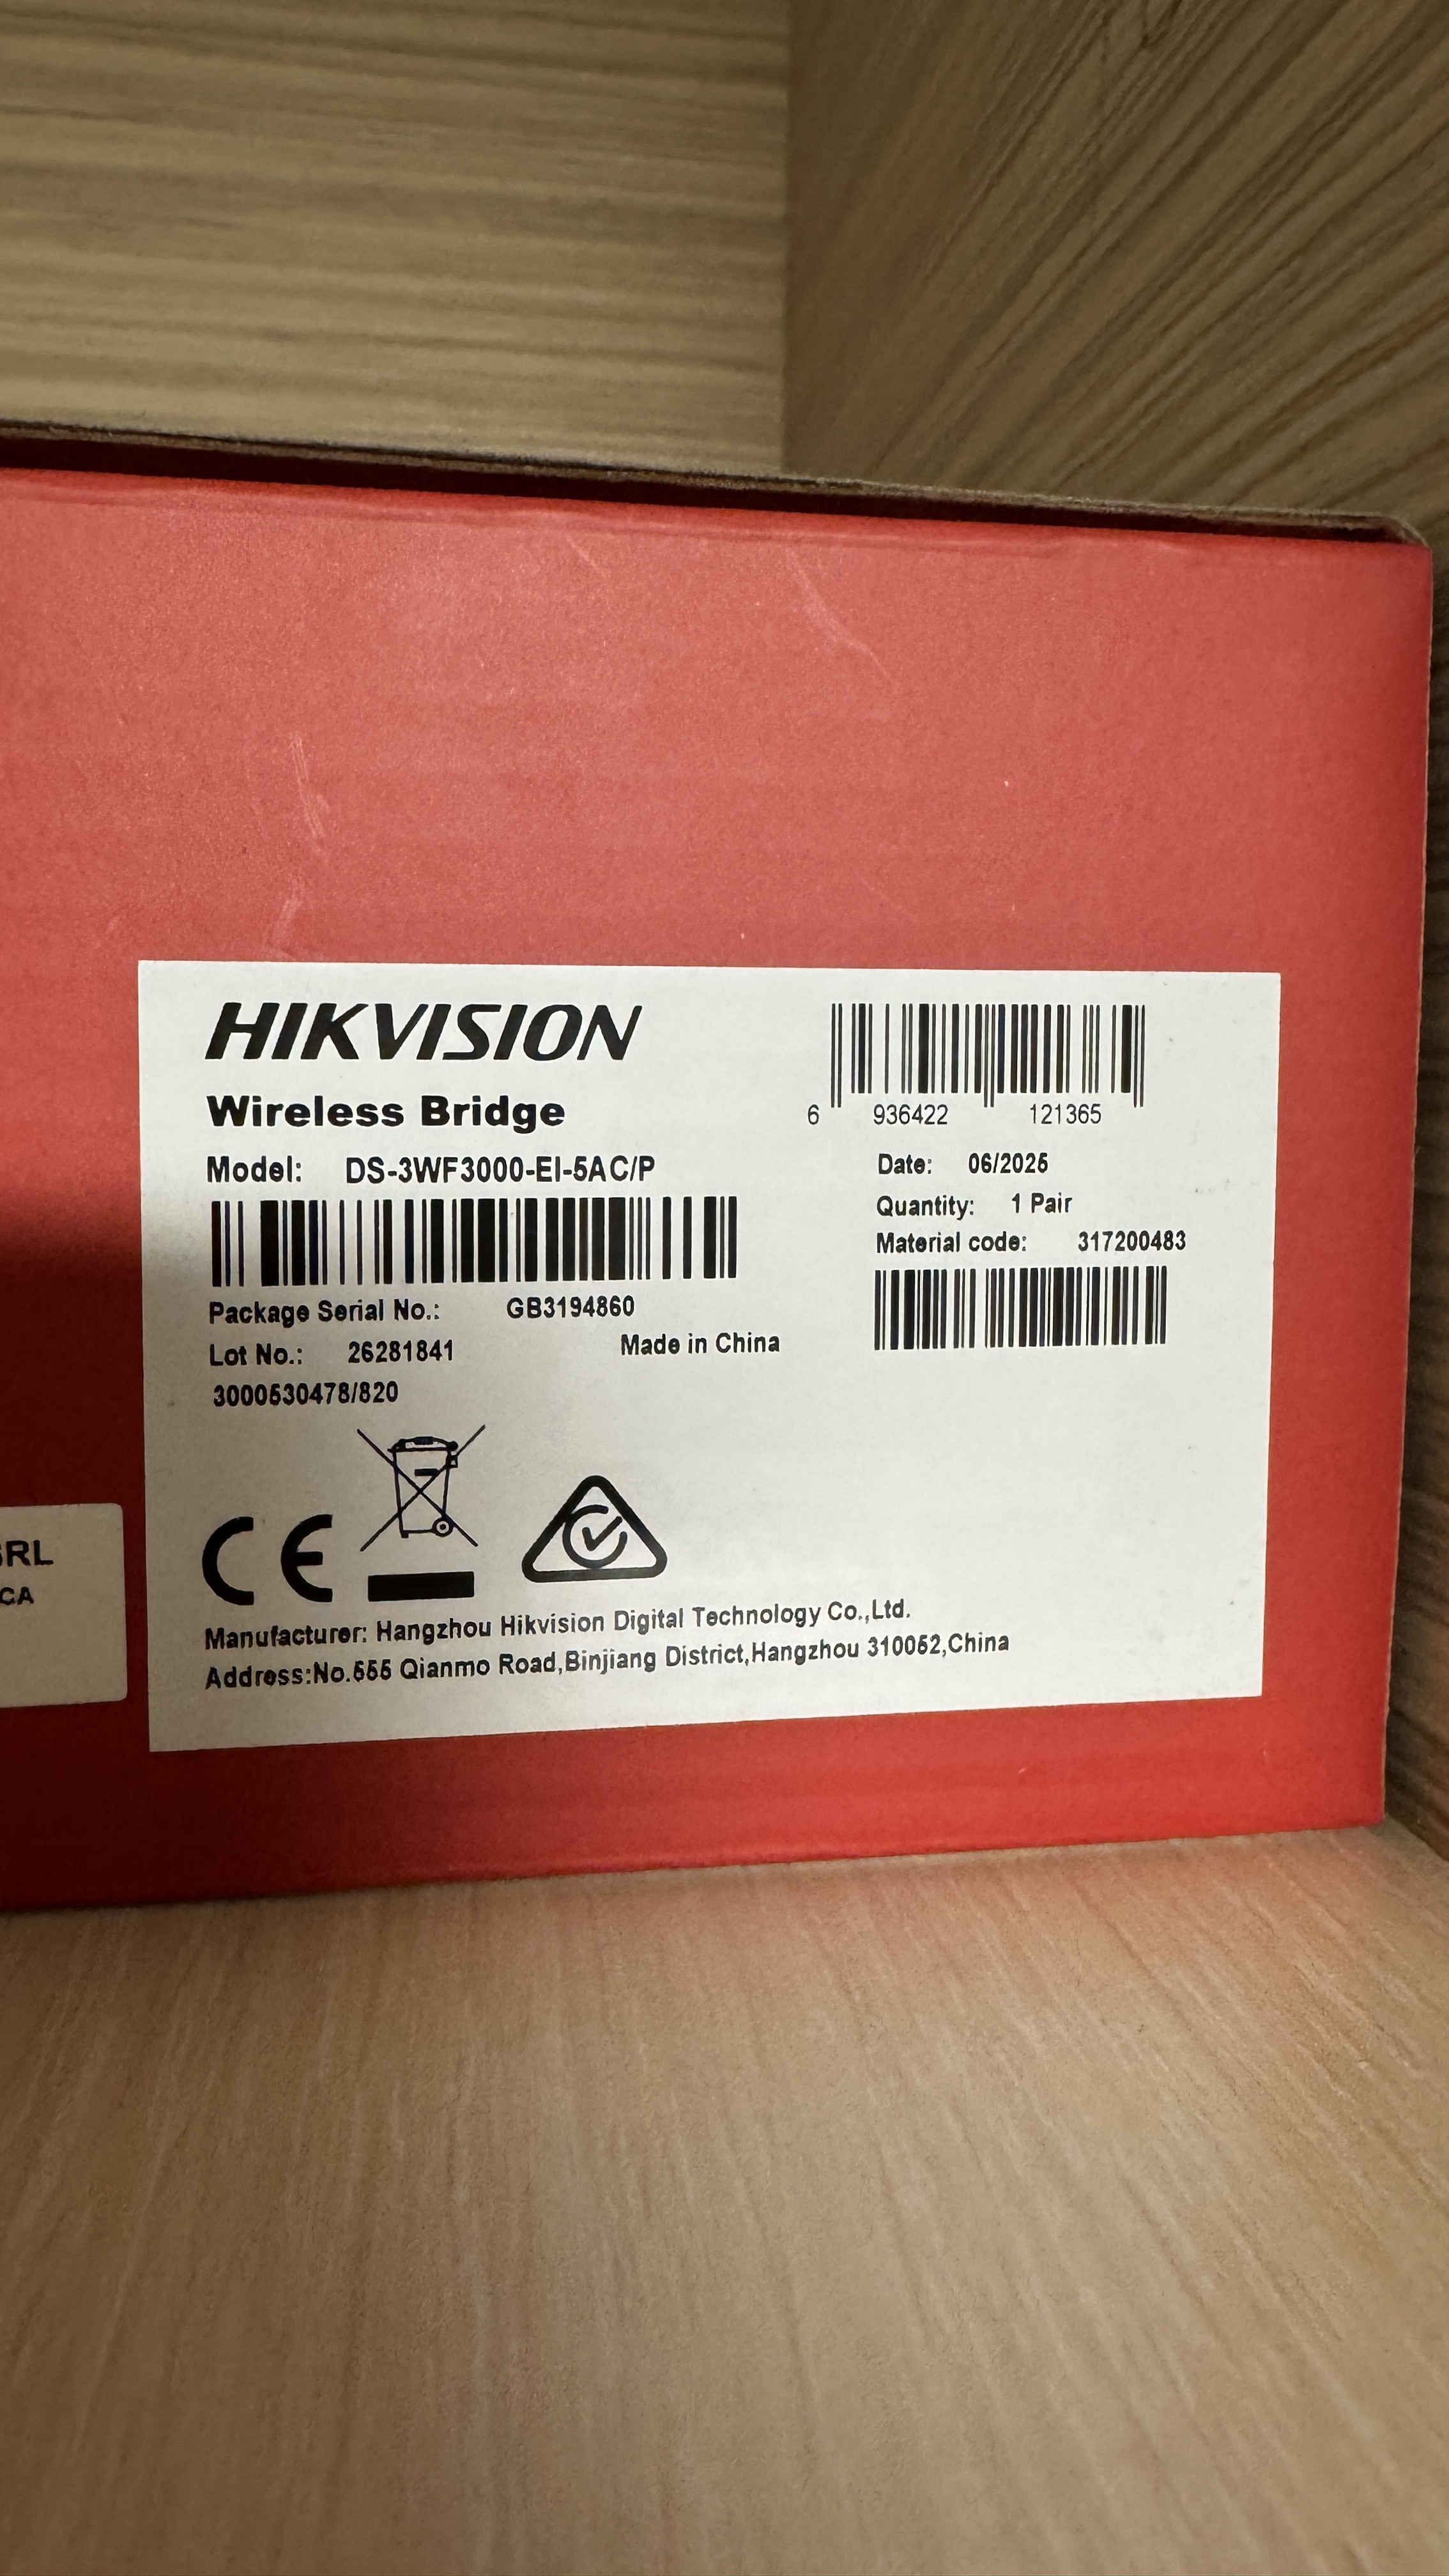 HIKVISION
Wireless Bridge
Model: DS-3WF3000-EI-5AC/P
Package Serial No.: GB3194860
Lot No.: 26281841
Made in China
3000530478/820
6 936422 121365
Date: 06/2025
Quantity: 1 Pair
Material code: 317200483
CE
Manufacturer: Hangzhou Hikvision Digital Technology Co.,Ltd.
Address:No.555 Qianmo Road,Binjiang District,Hangzhou 310052,China
SRL
CA